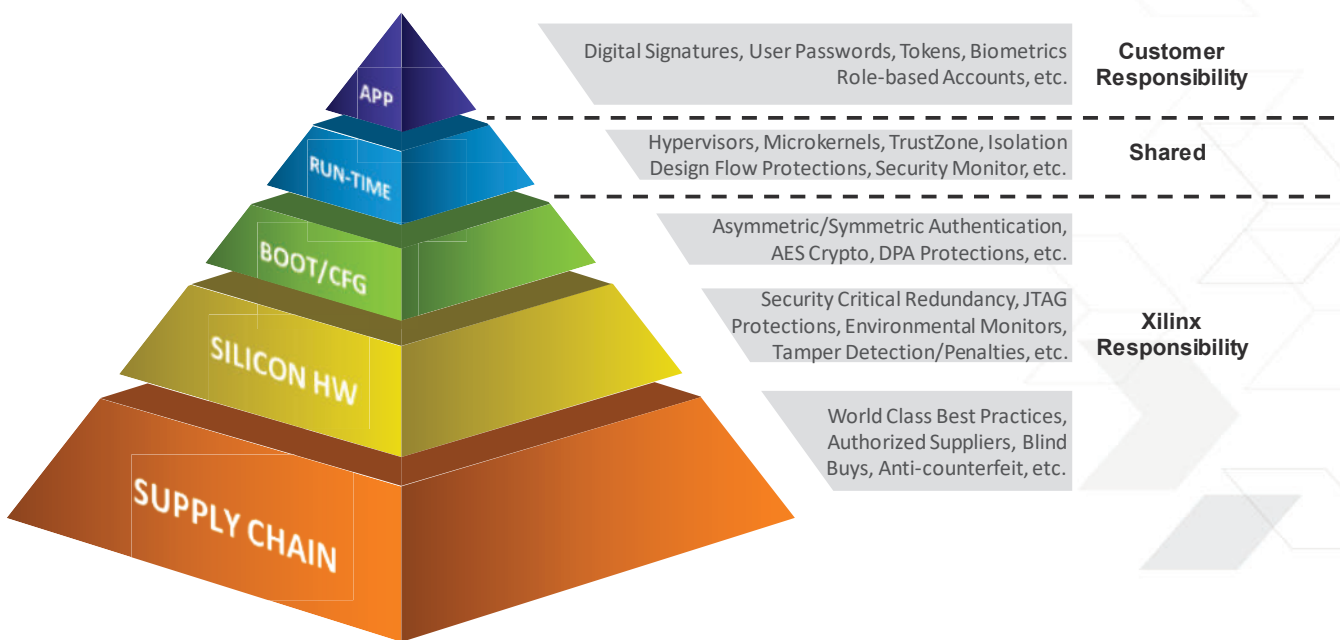 APP
Digital Signatures, User Passwords, Tokens, Biometrics
Role-based Accounts, etc.
Customer
Responsibility
RUN-TIME
Hypervisors, Microkernels, TrustZone, Isolation
Design Flow Protections, Security Monitor, etc.
Shared
BOOT/CFG
Asymmetric/Symmetric Authentication,
AES Crypto, DPA Protections, etc.
SILICON HW
Security Critical Redundancy, JTAG
Protections, Environmental Monitors,
Tamper Detection/Penalties, etc.
Xilinx
Responsibility
SUPPLY CHAIN
World Class Best Practices,
Authorized Suppliers, Blind
Buys, Anti-counterfeit, etc.